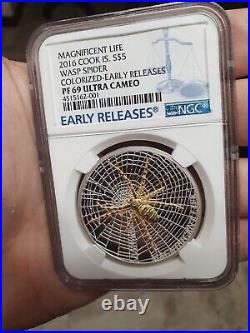 MAGNIFICENT LIFE
2016 COOK IS. S$5
WASP SPIDER
COLORIZED-EARLY RELEASES
PF 69 ULTRA CAMEO
4515162-001
EARLY RELEASES
NGC